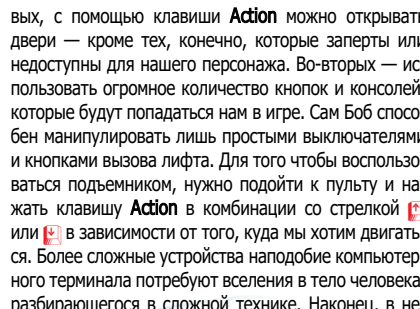 вых, с помощью клавиши Action можно открывать
двери — кроме тех, конечно, которые заперты или
недоступны для нашего персонажа. Во-вторых — ис
пользовать огромное количество кнопок и консолей
которые будут попадаться нам в игре. Сам Боб спосо
бен манипулировать лишь простыми выключателями
и кнопками вызова лифта. Для того чтобы воспользо
ваться подъемником, нужно подойти к пульту и на
жать клавишу Action в комбинации со стрелкой ↑
или ↓ в зависимости от того, куда мы хотим двигать
ся. Более сложные устройства наподобие компьютер
ного терминала потребуют вселения в тело человека
разбирающегося в сложной технике. Наконец, в не